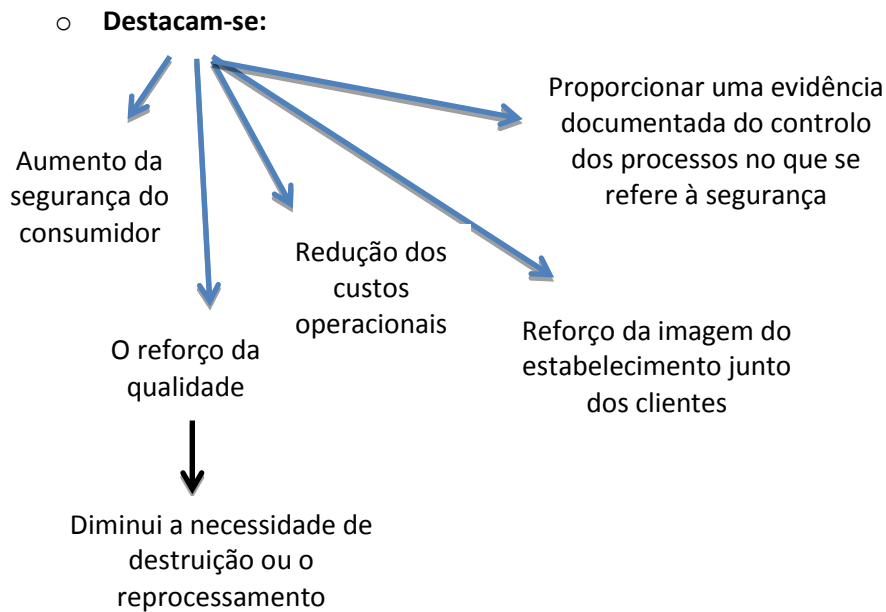 Destacam-se:
Aumento da
segurança do
consumidor
O reforço da
qualidade
Diminui a necessidade de
destruição ou o
reprocessamento
Redução dos
custos
operacionais
Reforço da imagem do
estabelecimento junto
dos clientes
Proporcionar uma evidência
documentada do controlo
dos processos no que se
refere à segurança